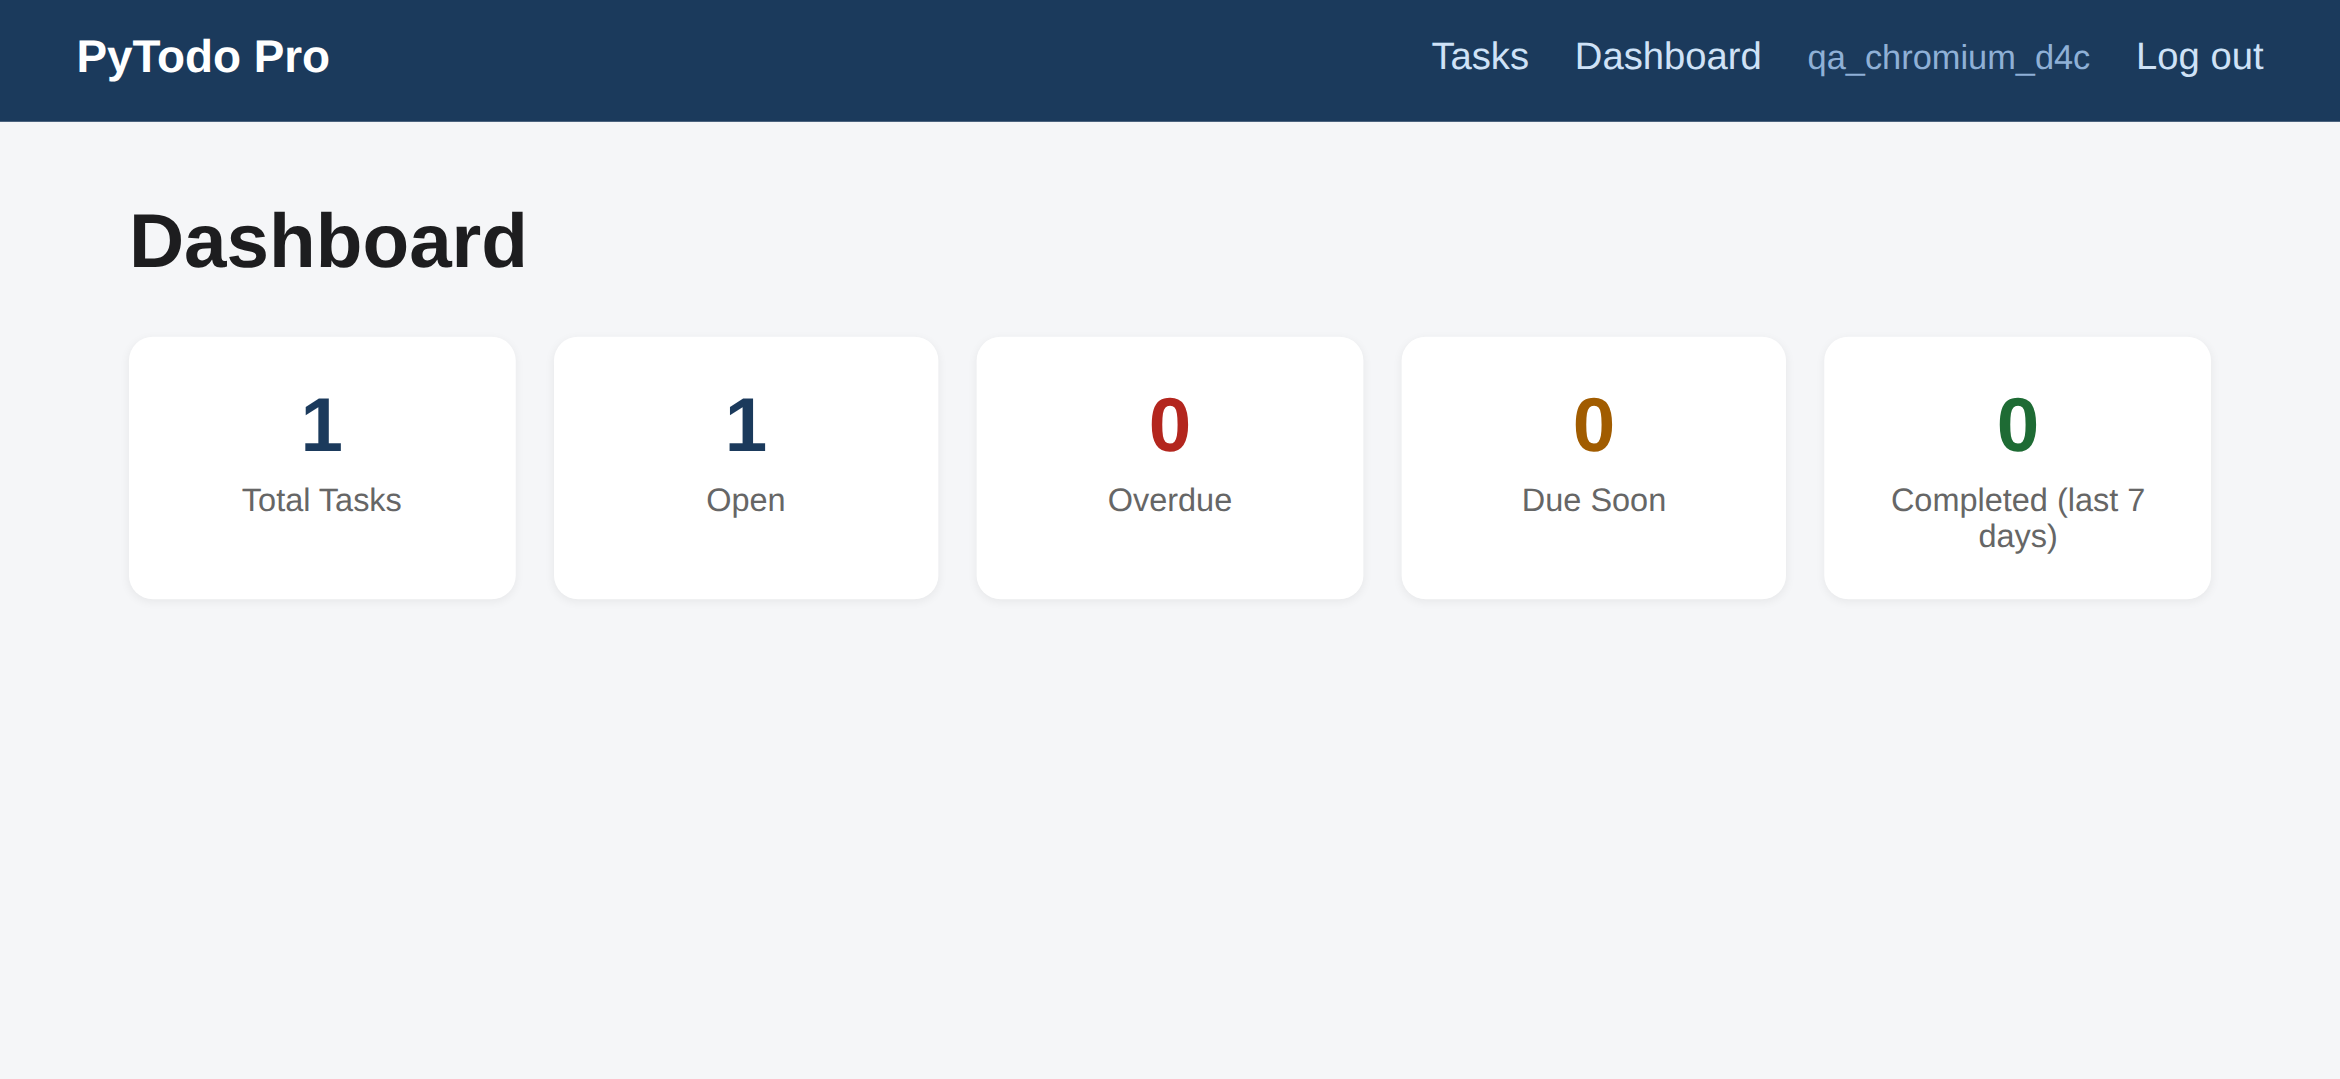 PyTodo Pro
Tasks Dashboard qa_chromium_d4c Log out
Dashboard
1
Total Tasks
1
Open
0
Overdue
0
Due Soon
0
Completed (last 7
days)